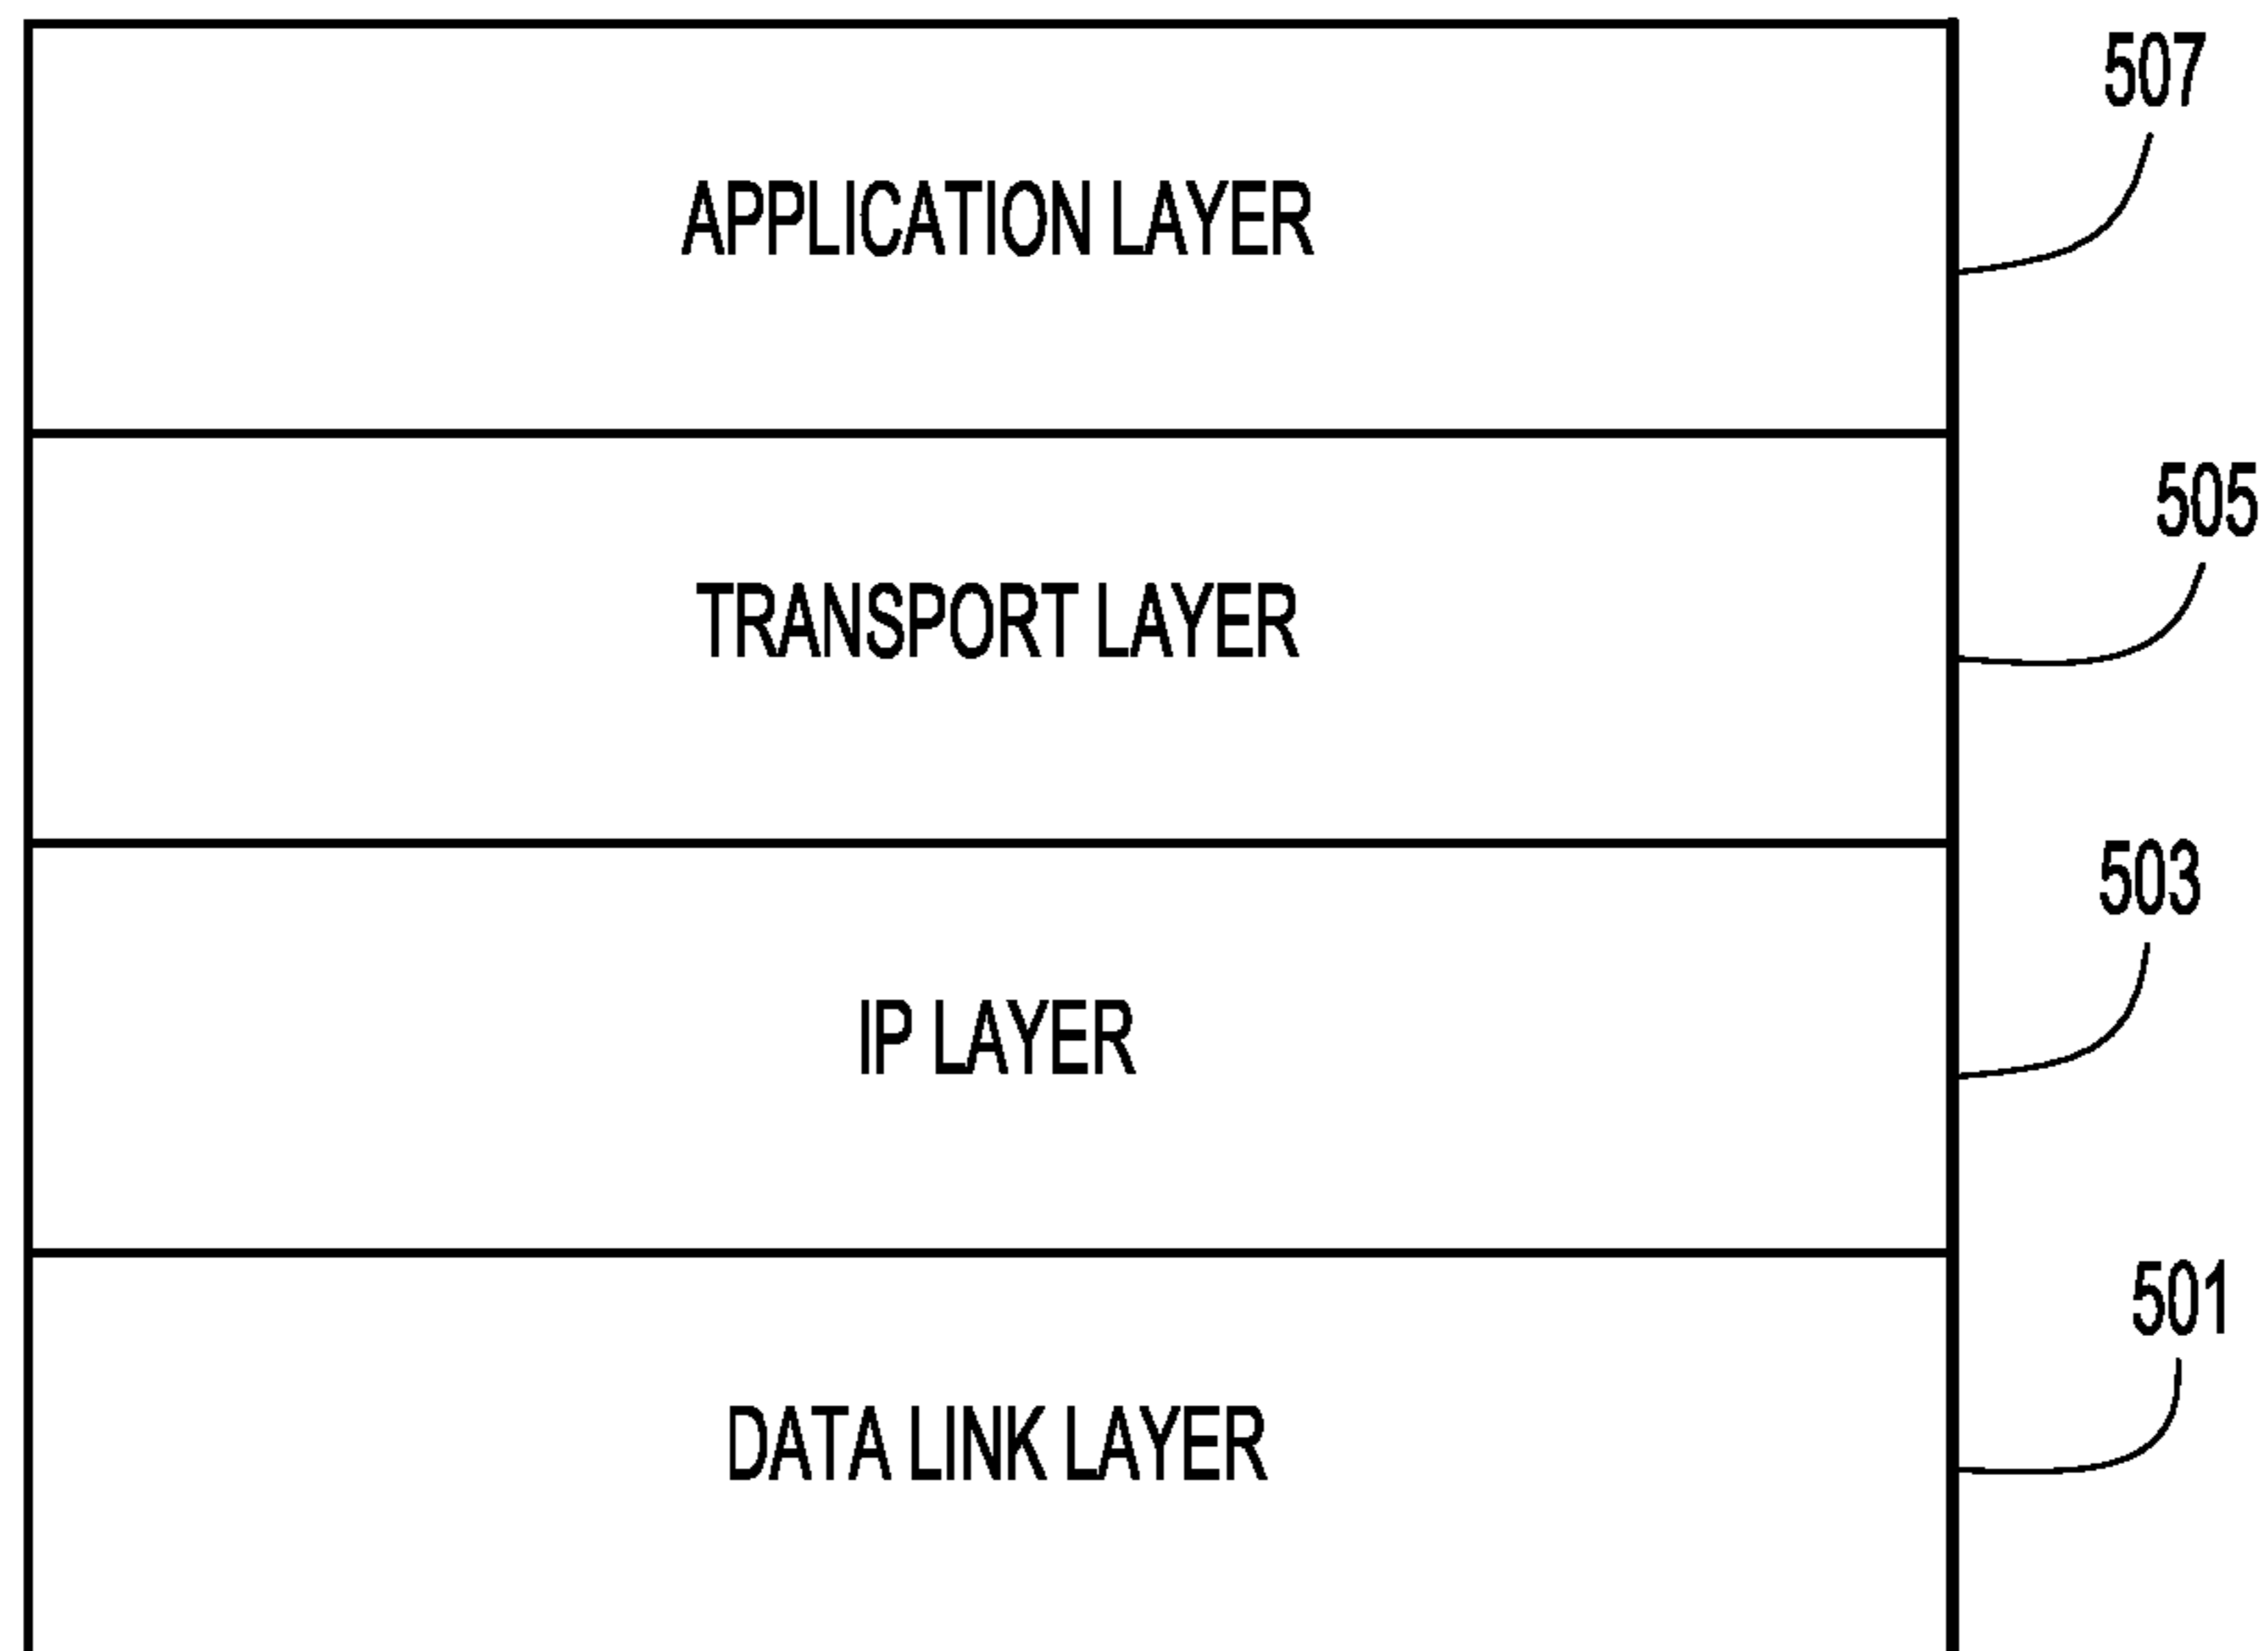 507
APPLICATION LAYER
505
TRANSPORT LAYER
503
IP LAYER
501
DATA LINK LAYER